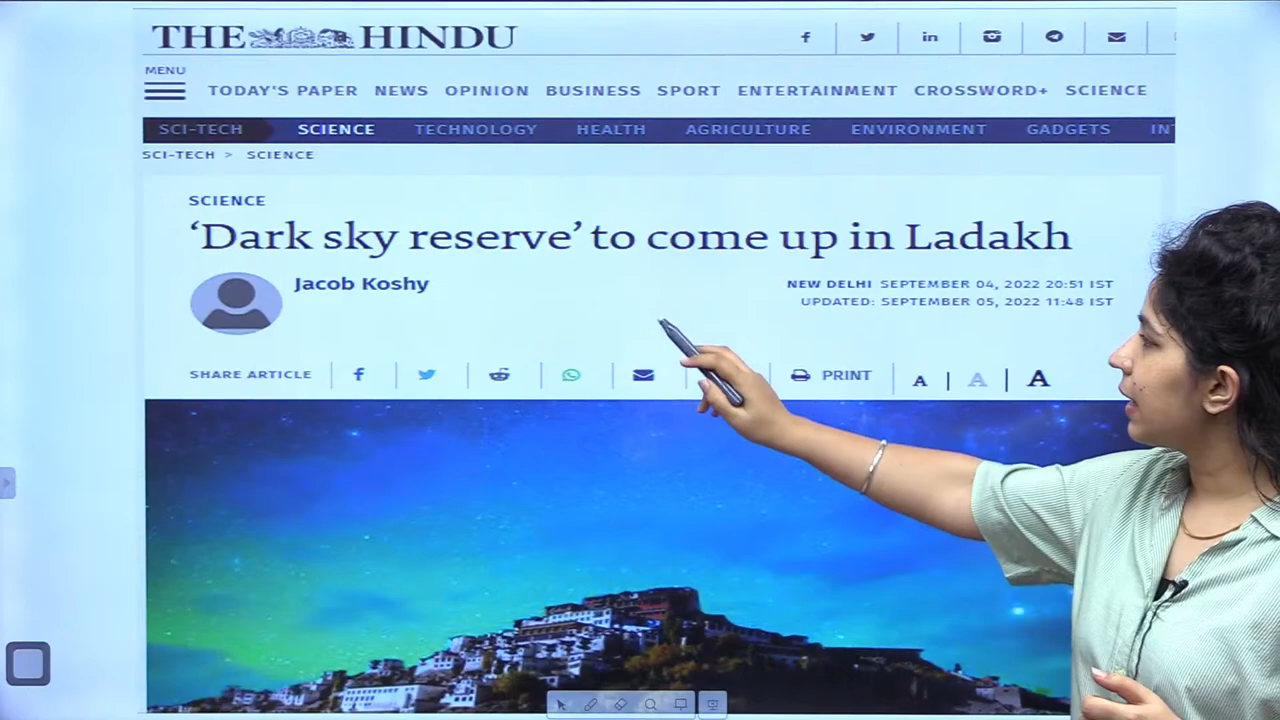 THE HINDU
MENU
TODAY'S PAPER NEWS OPINION BUSINESS SPORT ENTERTAINMENT CROSSWORD+ SCIENCE
SCI-TECH SCIENCE TECHNOLOGY HEALTH AGRICULTURE ENVIRONMENT GADGETS
SCI-TECH > SCIENCE
SCIENCE
‘Dark sky reserve’ to come up in Ladakh
Jacob Koshy
NEW DELHI SEPTEMBER 04, 2022 20:51 IST
UPDATED: SEPTEMBER 05, 2022 11:48 IST
SHARE ARTICLE PRINT A A A